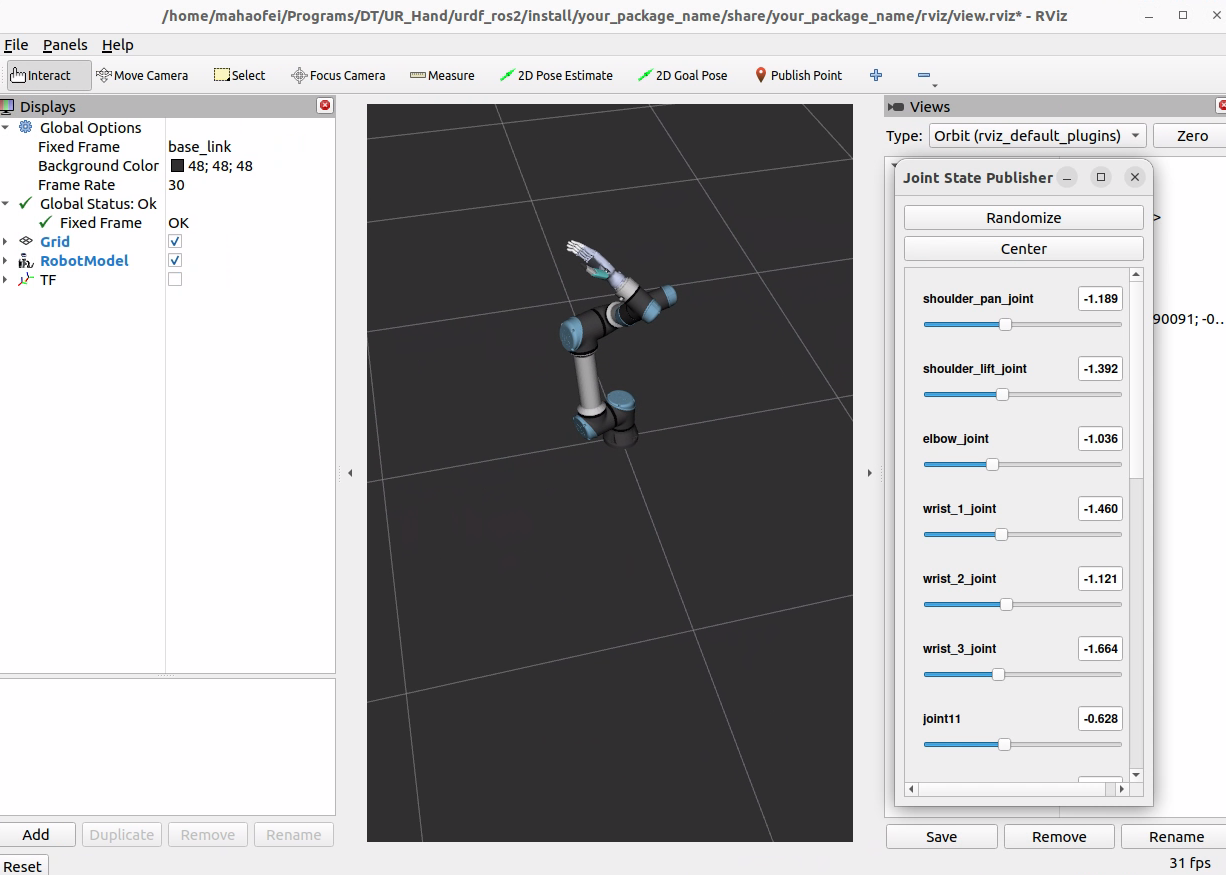 /home/mahaofei/Programs/DT/UR_Hand/urdf_ros2/install/your_package_name/share/your_package_name/rviz/view.rviz* - RViz
File Panels Help
Interact Move Camera Select Focus Camera Measure 2D Pose Estimate 2D Goal Pose Publish Point
Displays
Global Options
Fixed Frame base_link
Background Color 48; 48; 48
Frame Rate 30
Global Status: Ok
Fixed Frame OK
Grid
RobotModel
TF
Add Duplicate Remove Rename
Reset
Views
Type: Orbit (rviz_default_plugins) Zero
Joint State Publisher
Randomize
>
Center
shoulder_pan_joint -1.189
90091; -0..
shoulder_lift_joint -1.392
elbow_joint -1.036
wrist_1_joint -1.460
wrist_2_joint -1.121
wrist_3_joint -1.664
joint11 -0.628
Save Remove Rename
31 fps